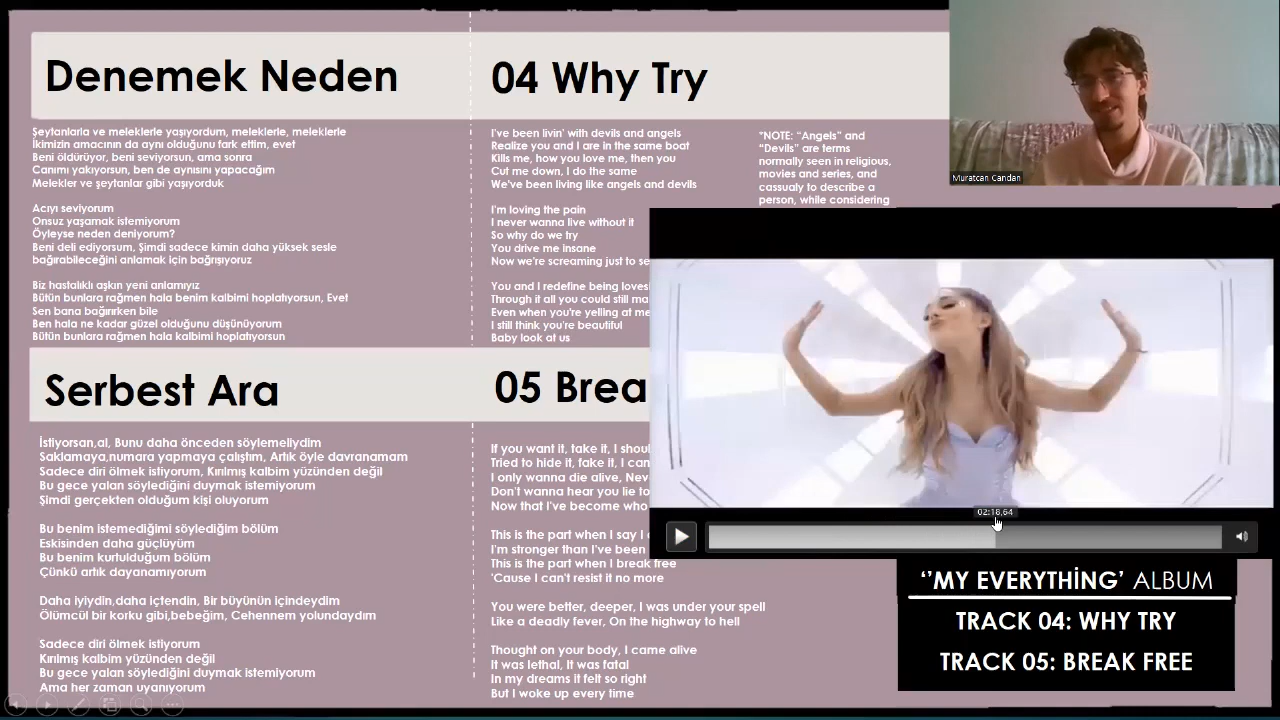 Denemek Neden
Şeytanlarla ve meleklerle yaşıyordum, meleklerle, meleklerle
İkimizin amacının da aynı olduğunu fark ettim, evet
Beni öldürüyor, beni seviyorsun, ama sonra
Canımı yakıyorsun, ben de aynısını yapacağım
Melekler ve şeytanlar gibi yaşıyorduk
Acıyı seviyorum
Onsuz yaşamak istemiyorum
Öyleyse neden deniyorum?
Beni deli ediyorsum, Şimdi sadece kimin daha yüksek sesle
bağırabileceğini anlamak için bağrışıyoruz
Biz hastalıklı aşkın yeni anlamıyız
Bütün bunlara rağmen hala benim kalbimi hoplatıyorsun, Evet
Sen bana bağırırken bile
Ben hala ne kadar güzel olduğunu düşünüyorum
Bütün bunlara rağmen hala kalbimi hoplatıyorsun
04 Why Try
I've been livin' with devils and angels
Realize you and I are in the same boat
Kills me, how you love me, then you
Cut me down, I do the same
We've been living like angels and devils
I'm loving the pain
I never wanna live without it
So why do we try
You drive me insane
Now we're screaming just to se
You and I redefine being loves
Through it all you could still ma
Even when you're yelling at me
I still think you're beautiful
Baby look at us
*NOTE: “Angels” and
“Devils” are terms
normally seen in religious,
movies and series, and
cassualy to describe a
person, while considering
Muratcan Candan
Serbest Ara
İstiyorsan,al, Bunu daha önceden söylemeliydim
Saklamaya,numara yapmaya çalıştım, Artık öyle davranamam
Sadece diri ölmek istiyorum, Kırılmış kalbim yüzünden değil
Bu gece yalan söylediğini duymak istemiyorum
Şimdi gerçekten olduğum kişi oluyorum
Bu benim istemediğimi söylediğim bölüm
Eskisinden daha güçlüyüm
Bu benim kurtulduğum bölüm
Çünkü artık dayanamıyorum
Daha iyiydin,daha içtendin, Bir büyünün içindeydim
Ölümcül bir korku gibi,bebeğim, Cehennem yolundaydım
Sadece diri ölmek istiyorum
Kırılmış kalbim yüzünden değil
Bu gece yalan söylediğini duymak istemiyorum
Ama her zaman uyanıyorum
05 Brea
If you want it, take it, I shoul
Tried to hide it, fake it, I can
I only wanna die alive, Nev
Don't wanna hear you lie to
Now that I've become who
This is the part when I say I
I'm stronger than I've been
This is the part when I break free
'Cause I can't resist it no more
You were better, deeper, I was under your spell
Like a deadly fever, On the highway to hell
Thought on your body, I came alive
It was lethal, It was fatal
In my dreams it felt so right
But I woke up every time
02:18,64
‘’MY EVERYTHİNG’ ALBUM
TRACK 04: WHY TRY
TRACK 05: BREAK FREE